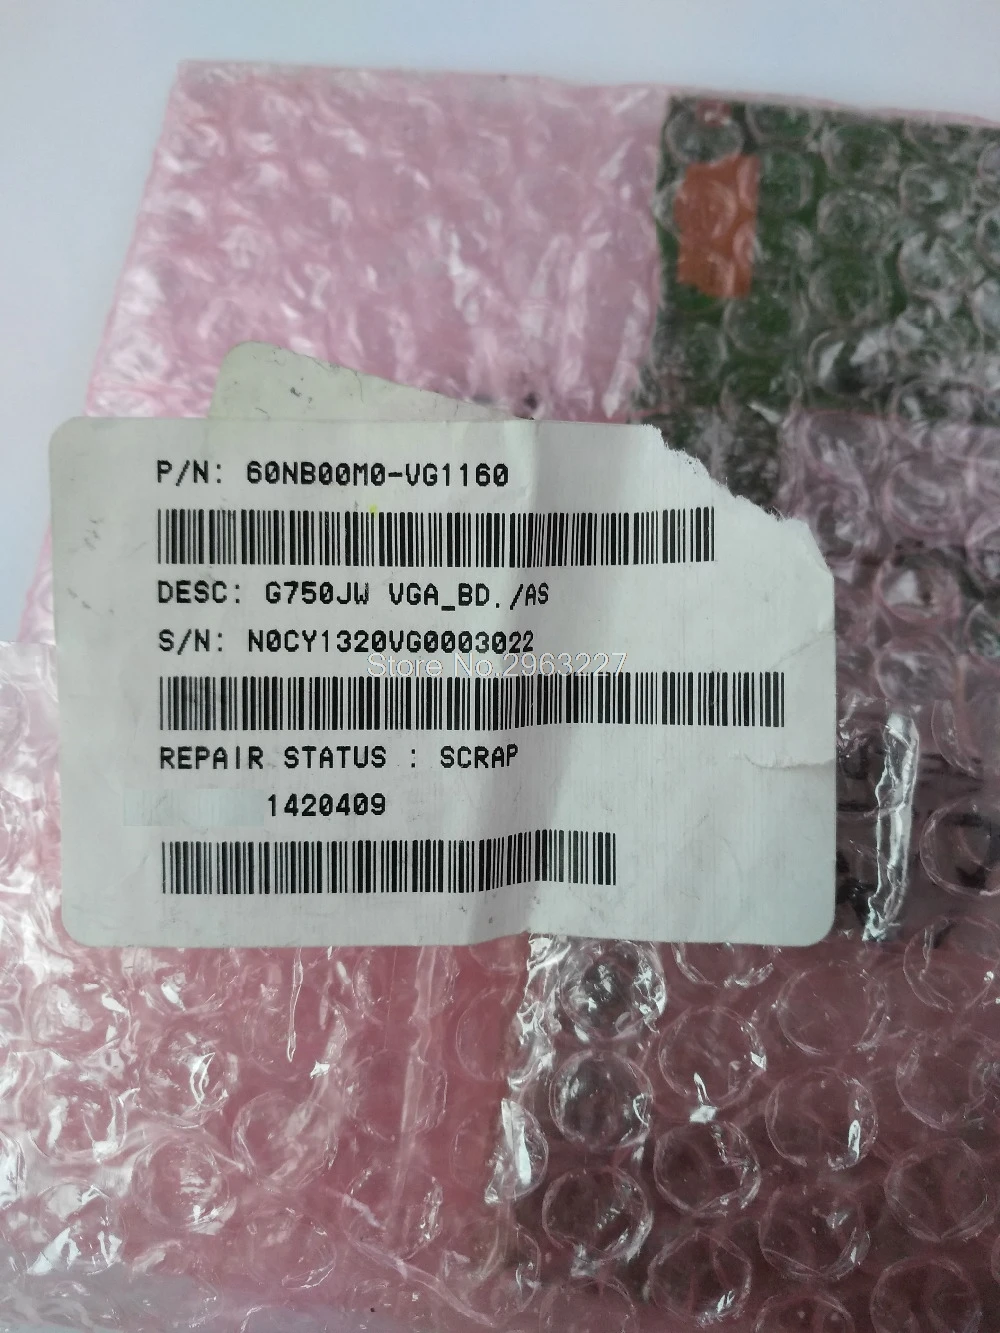 P/N: 60NB00M0-VG1160
DESC: G750JW VGA_BD./AS
S/N: N0CY1320VG0003022
Store No.2963227
REPAIR STATUS : SCRAP
1420409